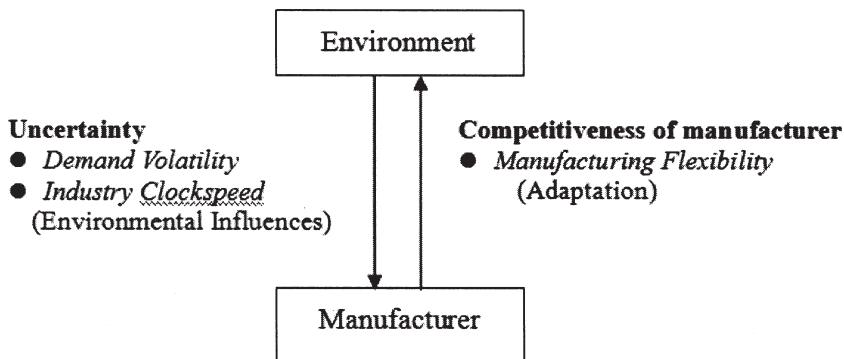 Environment
Uncertainty
● Demand Volatility
● Industry Clockspeed
(Environmental Influences)
Competitiveness of manufacturer
● Manufacturing Flexibility
(Adaptation)
Manufacturer